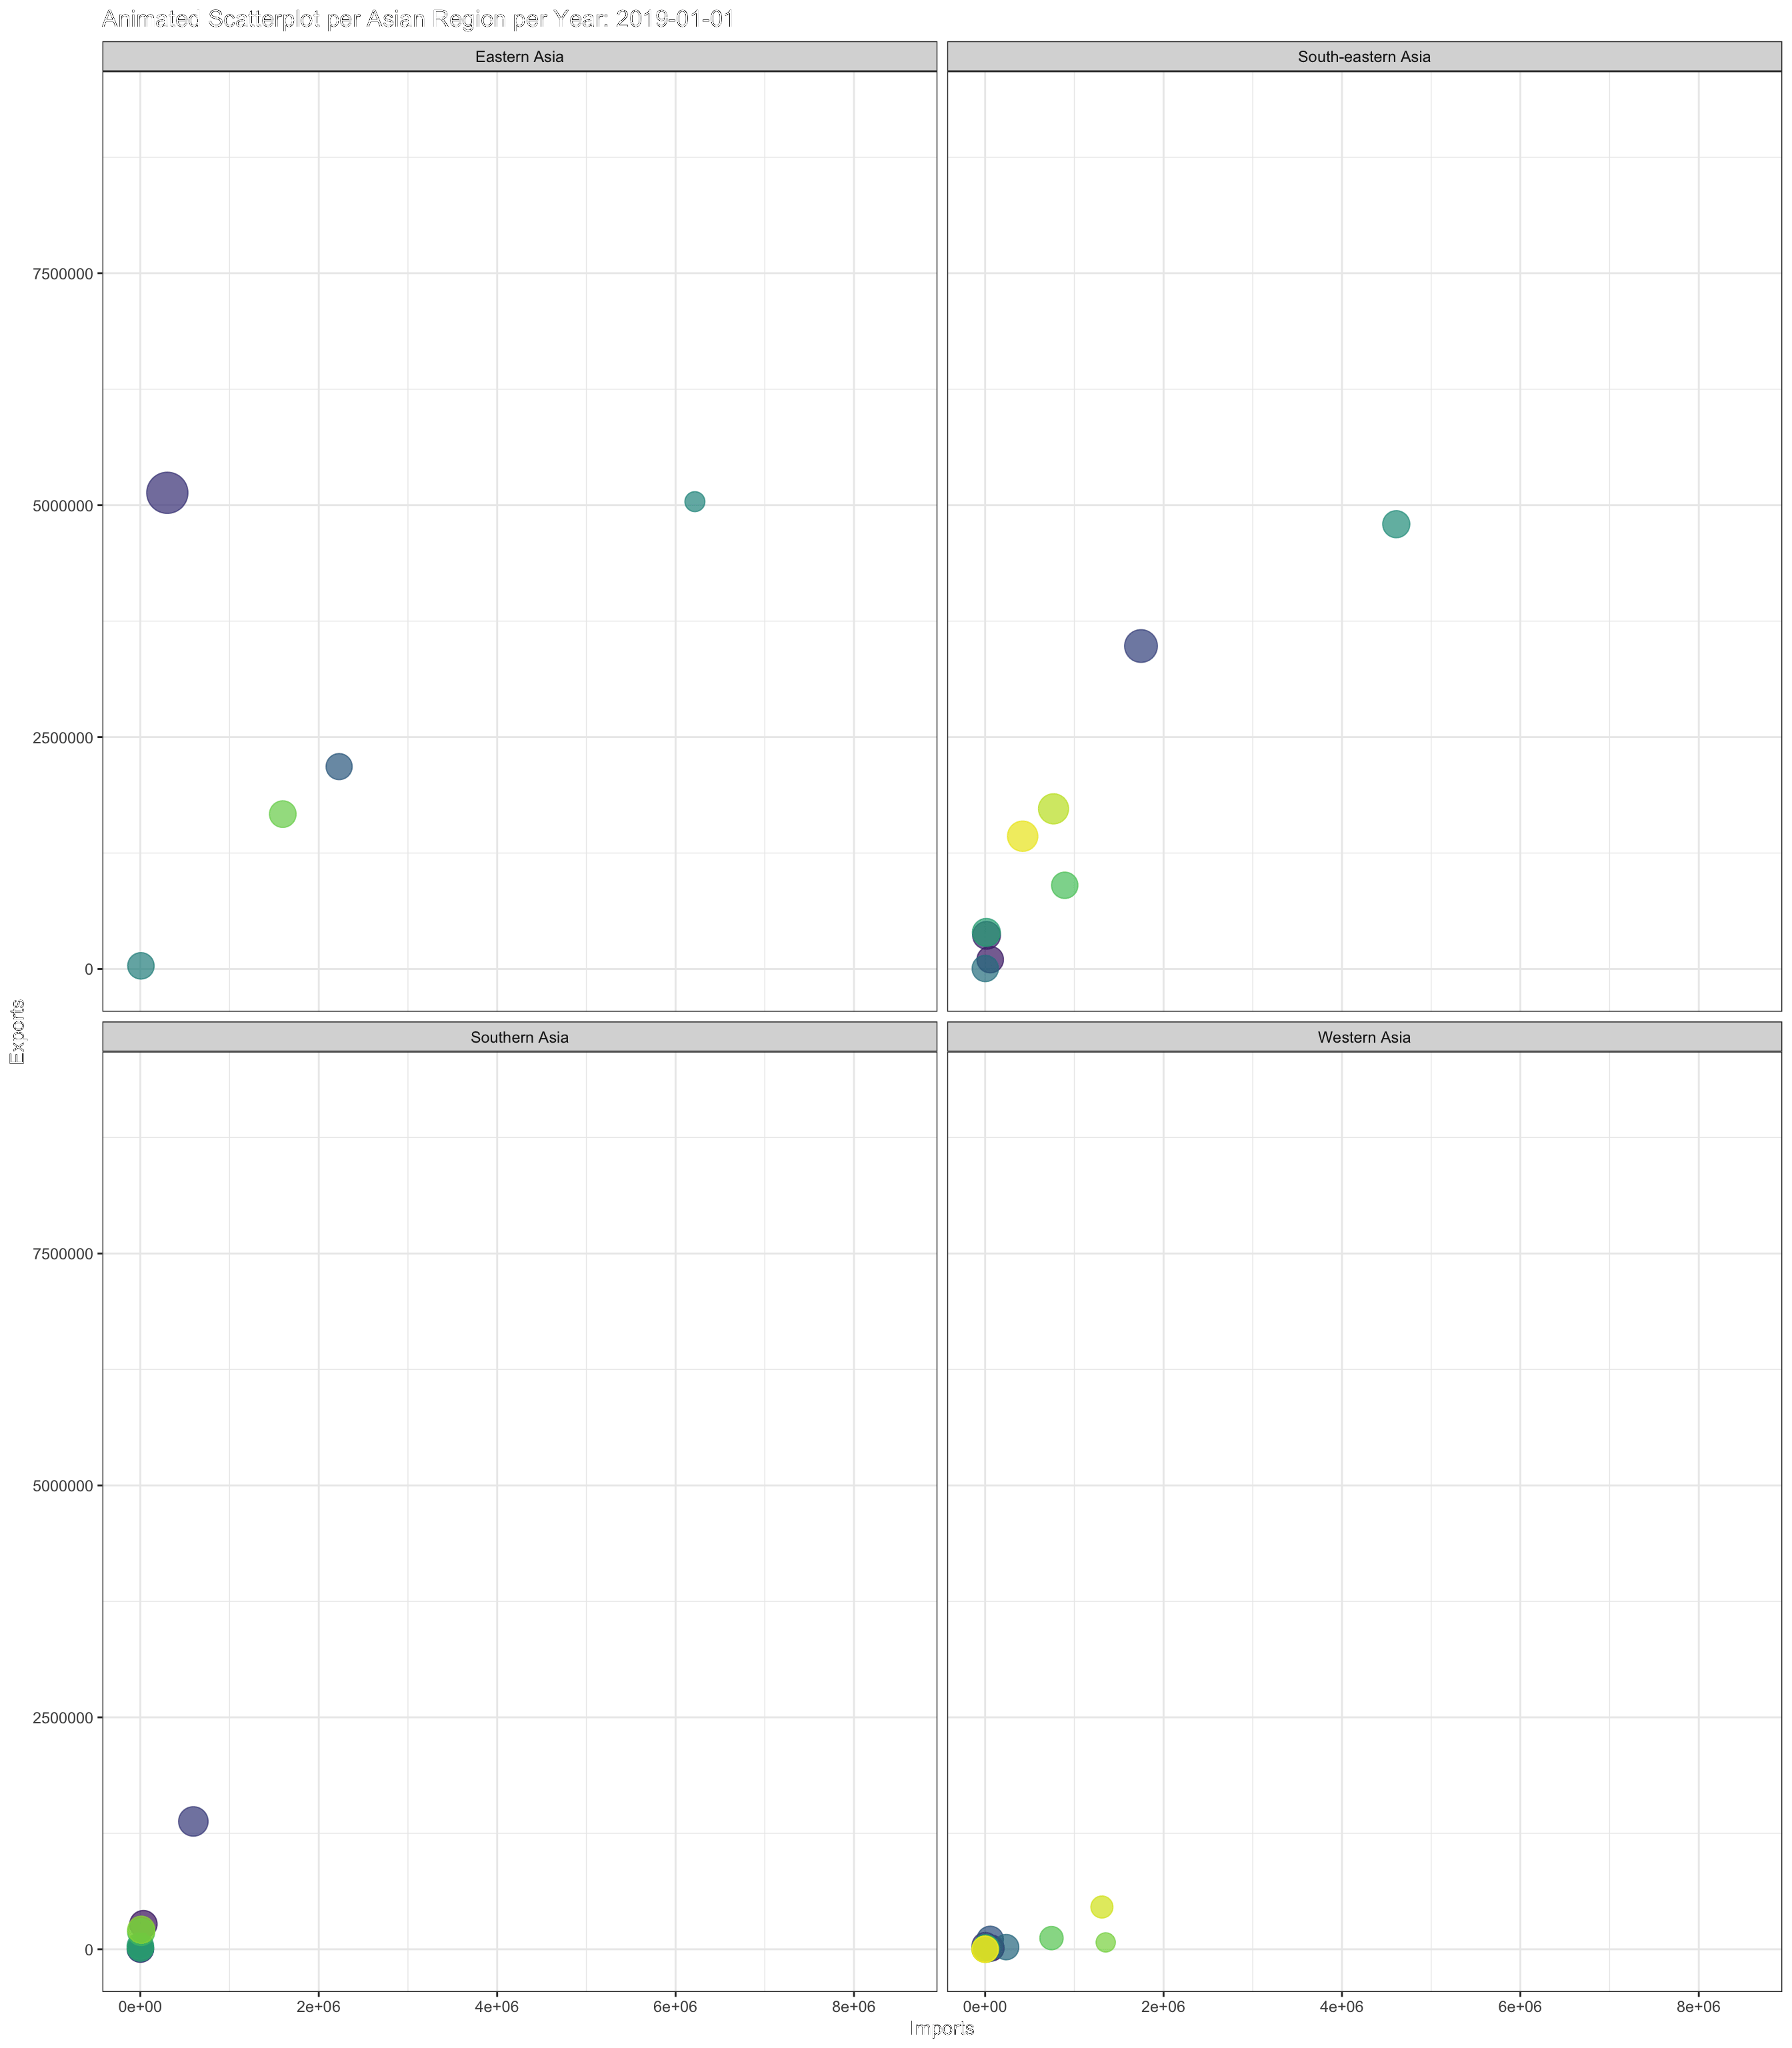 Animated Scatterplot per Asian Region per Year: 2019-01-01
Eastern Asia
South-eastern Asia
7500000
5000000
2500000
0
Exports
Southern Asia
Western Asia
7500000
5000000
2500000
0
0e+00 2e+06 4e+06 6e+06 8e+06 0e+00 2e+06 4e+06 6e+06 8e+06
Imports